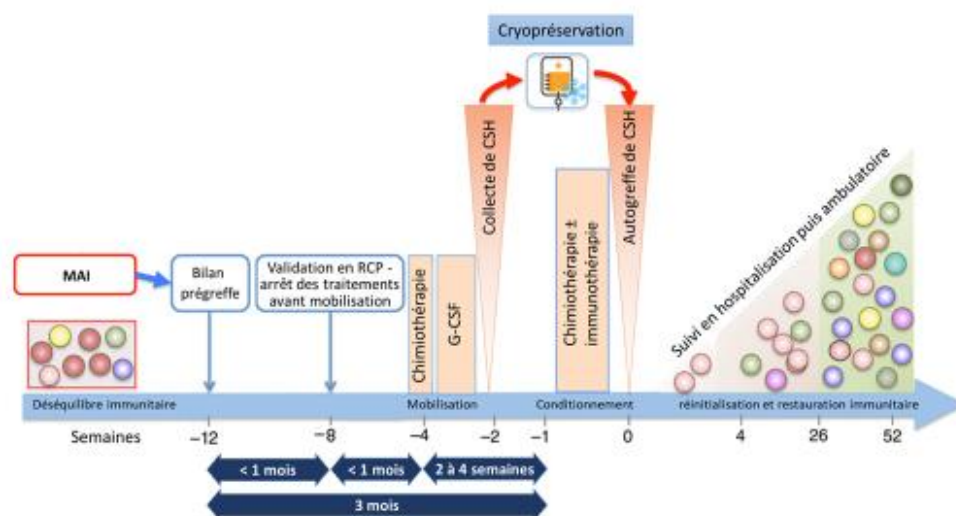 Cryopréservation
Collecte de CSH
Autogreffe de CSH
Suivi en hospitalisation puis ambulatoire
MAI
Bilan
prégreffe
Validation en RCP -
arrêt des traitements
avant mobilisation
Chimiothérapie
G-CSF
Chimiothérapie ±
immunothérapie
Déséquilibre immunitaire
Mobilisation
Conditionnement
réinitialisation et restauration immunitaire
Semaines
−12
−8
−4
−2
−1
0
4
26
52
< 1 mois
< 1 mois
2 à 4 semaines
3 mois